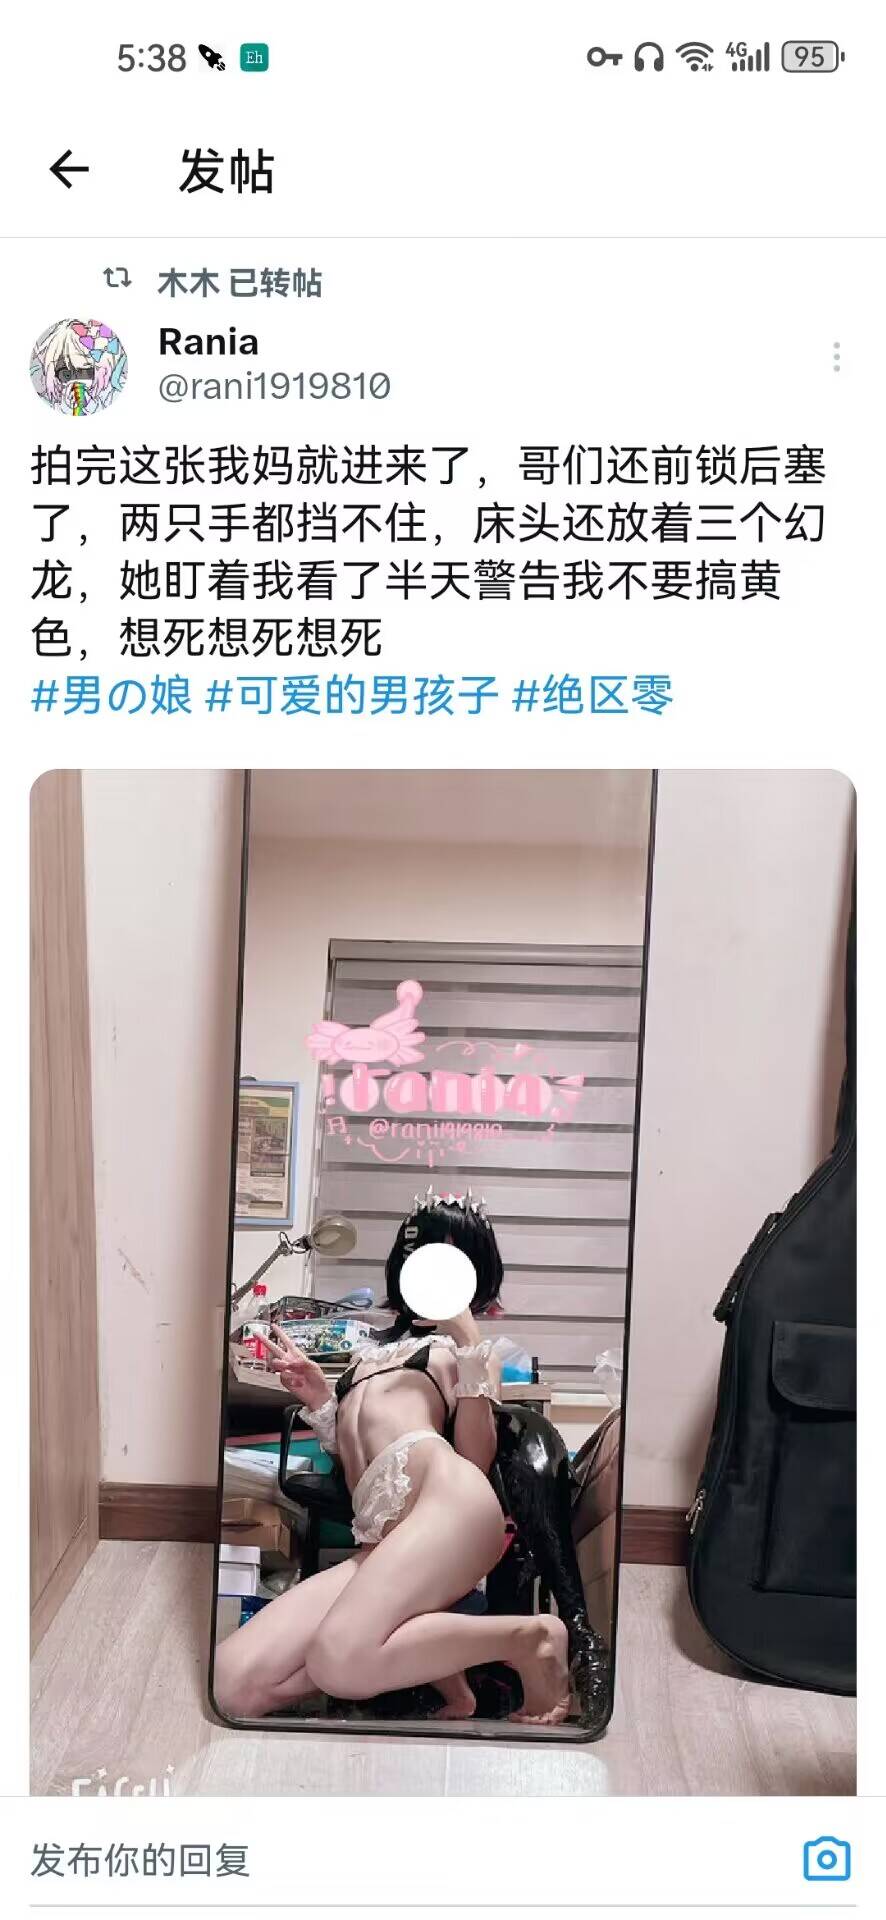 5:38
Eh
4G
95
发帖
木木 已转帖
Rania
@rani1919810
拍完这张我妈就进来了，哥们还前锁后塞
了，两只手都挡不住，床头还放着三个幻
龙，她盯着我看了半天警告我不要搞黄
色，想死想死想死
#男の娘 #可爱的男孩子 #绝区零
rania
@rani1919810
发布你的回复